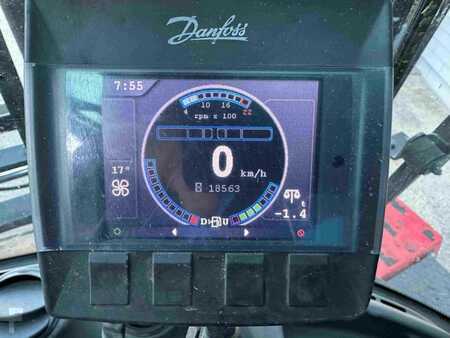 Danfoss
7:55
10 16 22
rpm x 100
0 km/h
17°
18563
t
-1.4